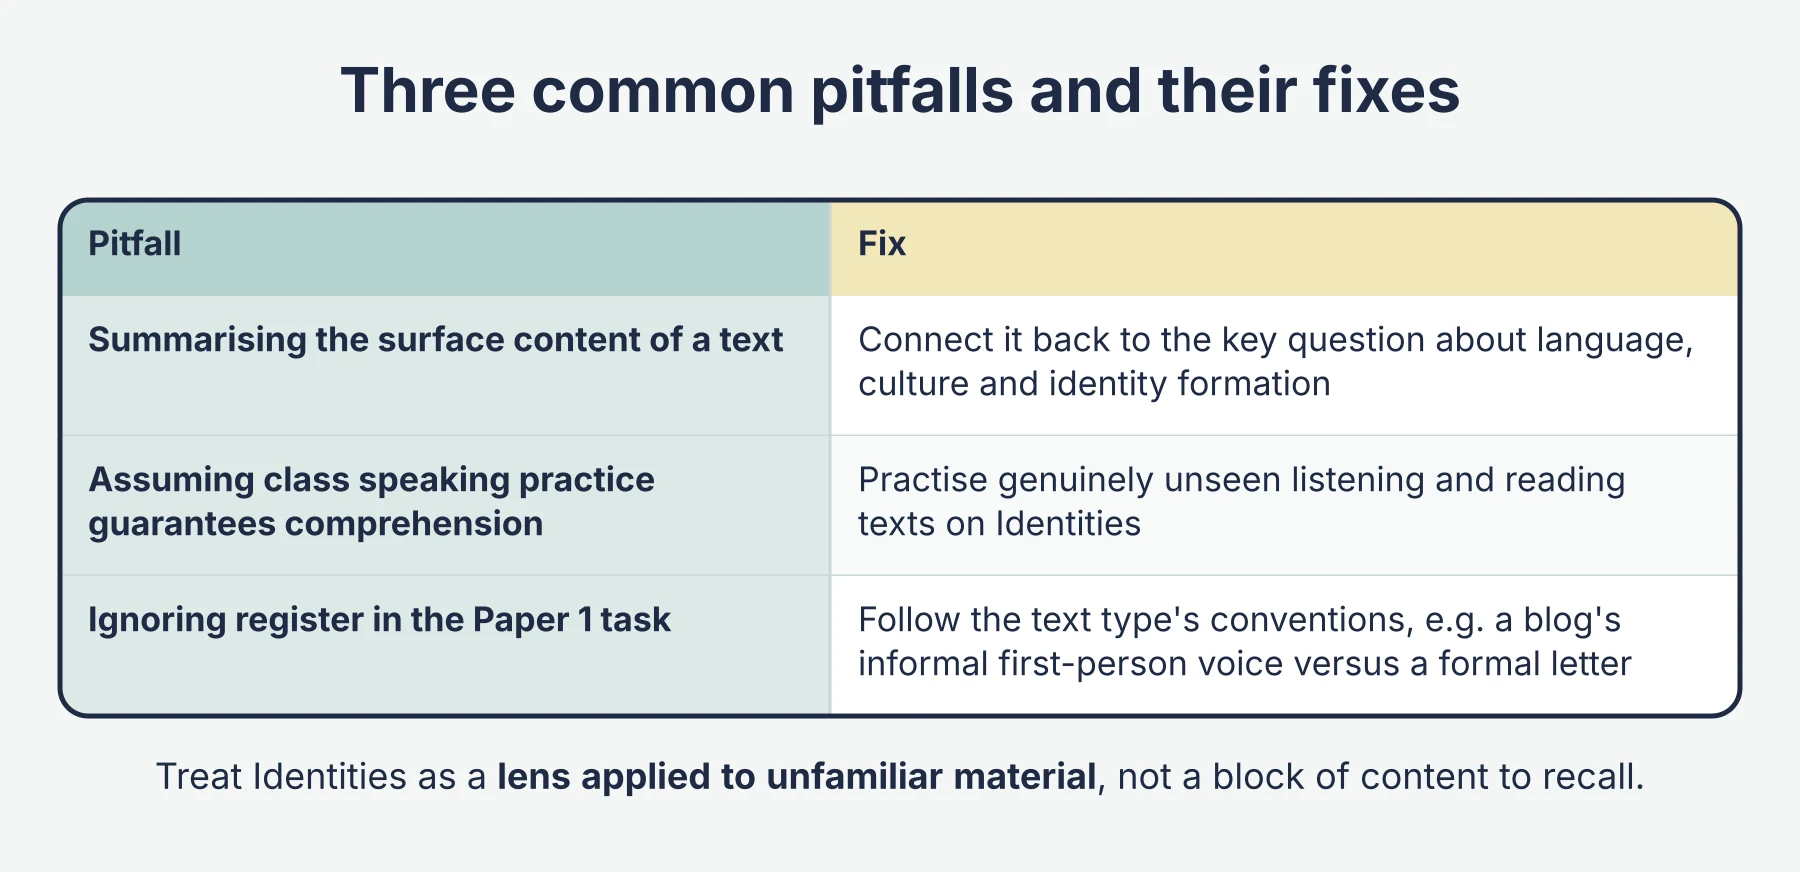 Three common pitfalls and their fixes
Pitfall
Fix
Summarising the surface content of a text
Connect it back to the key question about language,
culture and identity formation
Assuming class speaking practice
guarantees comprehension
Practise genuinely unseen listening and reading
texts on Identities
Ignoring register in the Paper 1 task
Follow the text type's conventions, e.g. a blog's
informal first-person voice versus a formal letter
Treat Identities as a lens applied to unfamiliar material, not a block of content to recall.